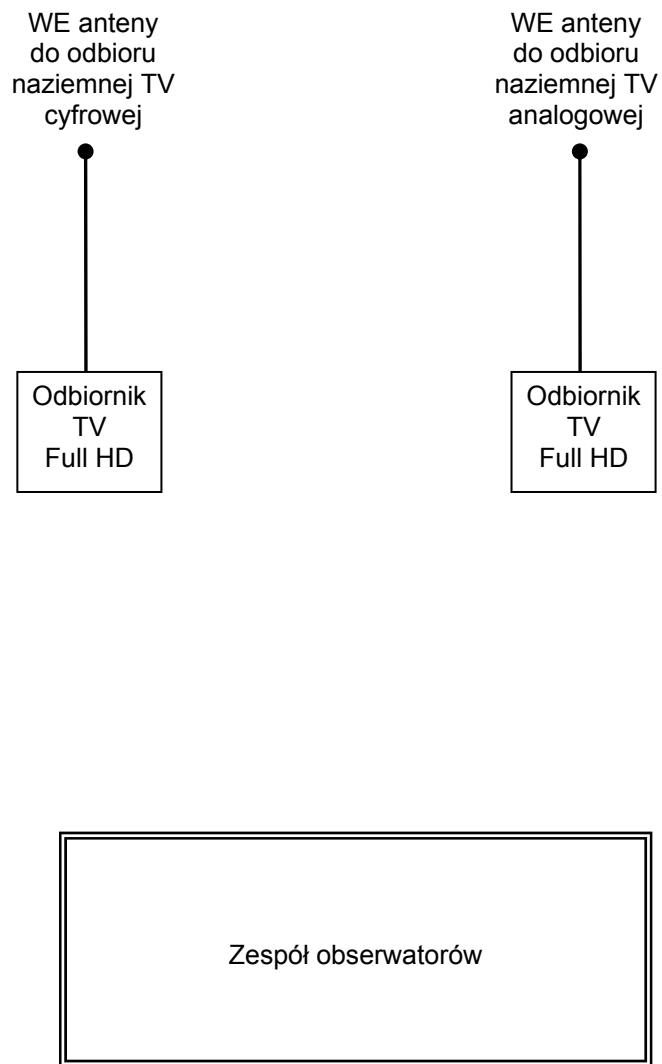 WE anteny
do odbioru
naziemnej TV
cyfrowej
WE anteny
do odbioru
naziemnej TV
analogowej
Odbiornik
TV
Full HD
Odbiornik
TV
Full HD
Zespół obserwatorów